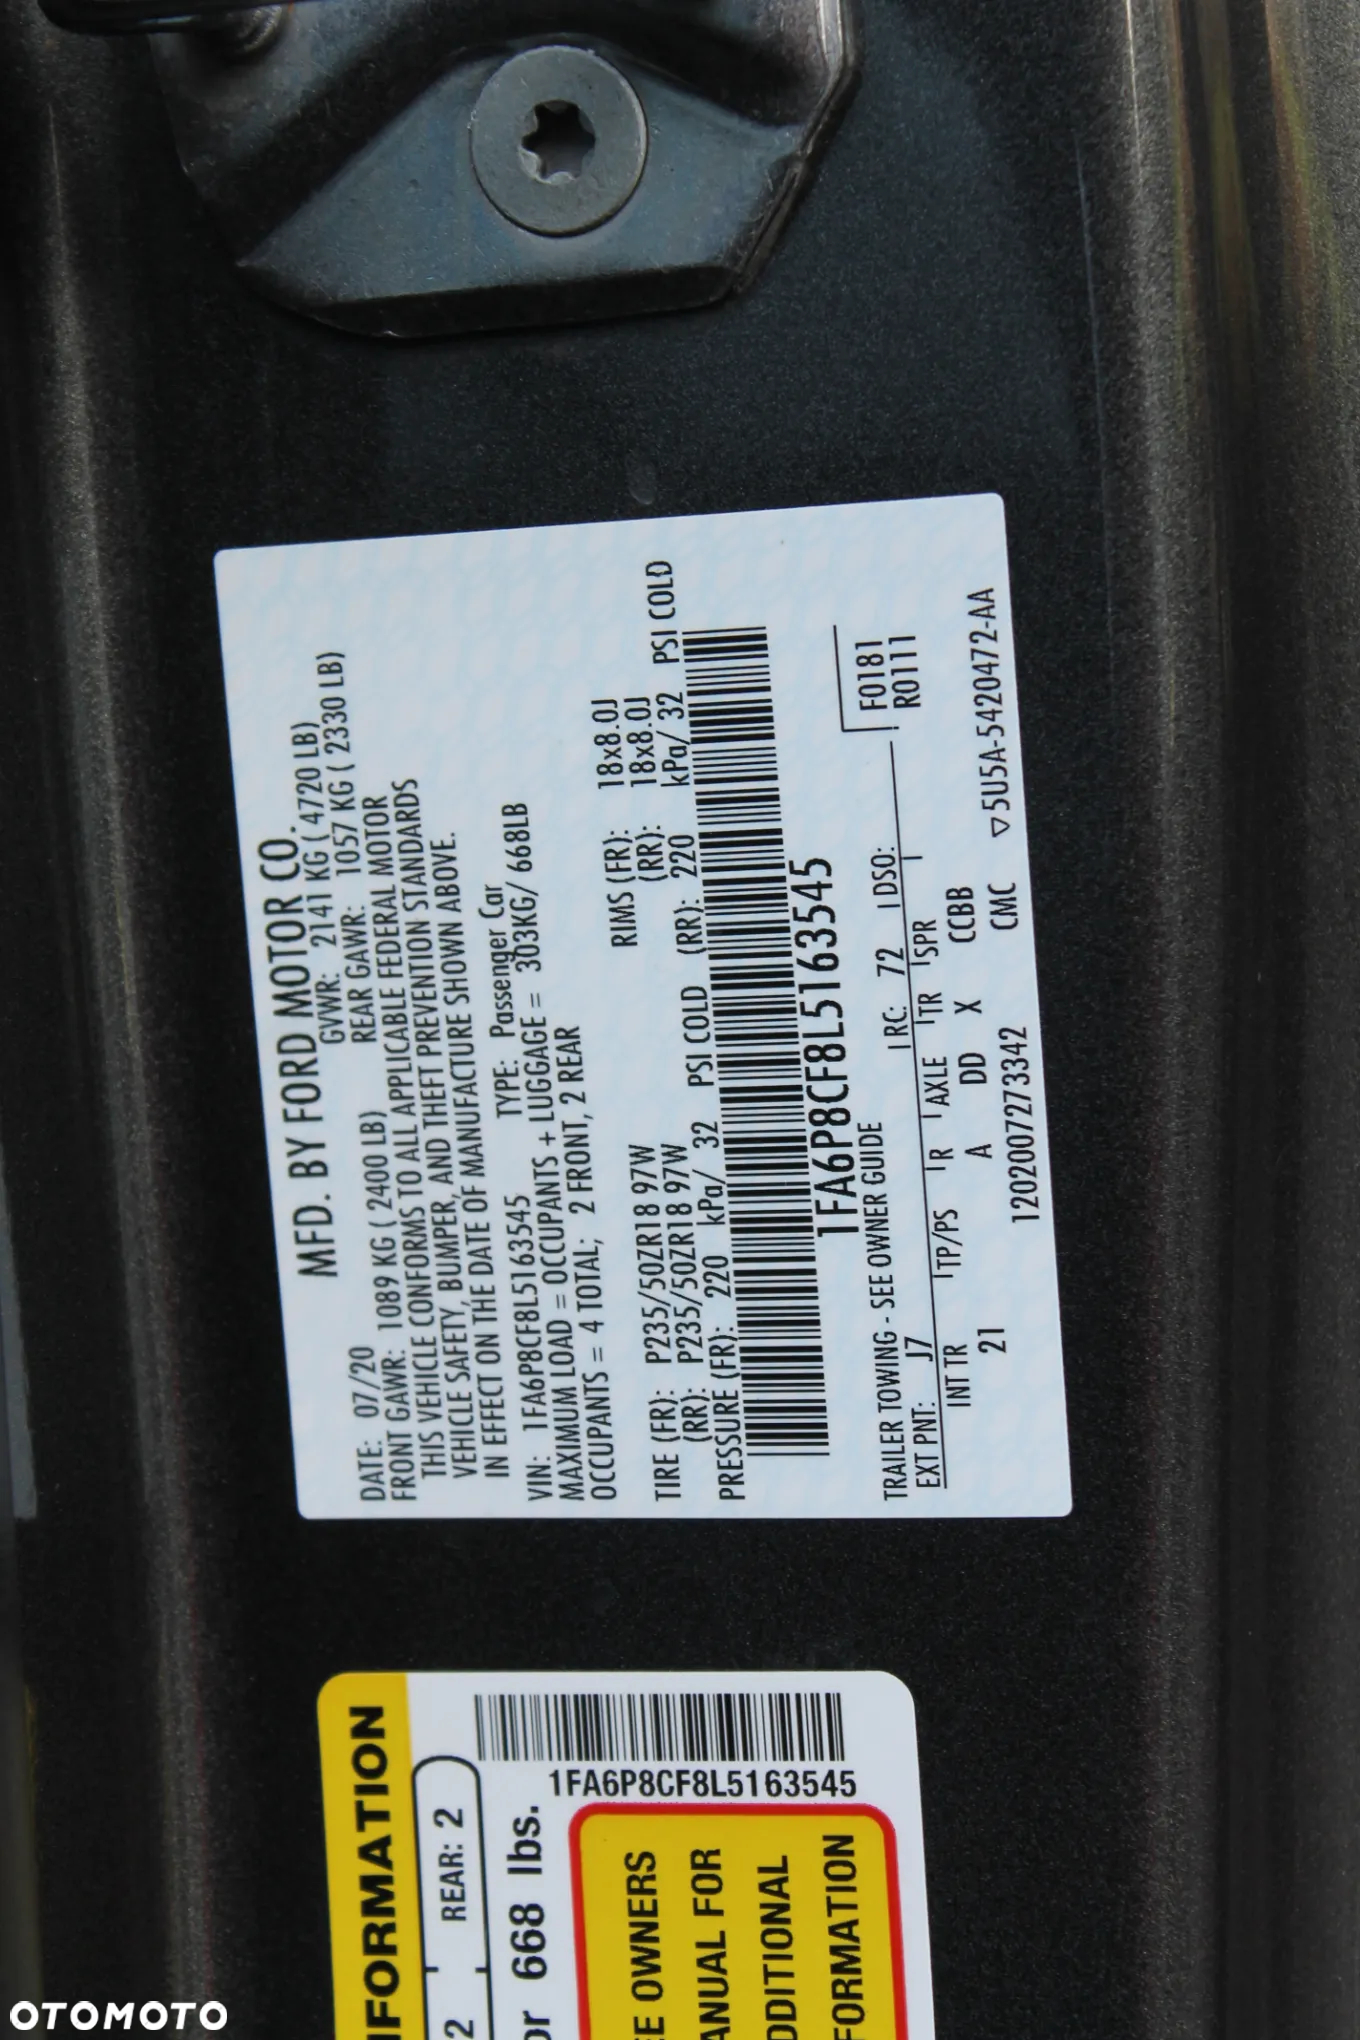 MFD. BY FORD MOTOR CO.
DATE: 07/20 GVWR: 2141 KG ( 4720 LB)
FRONT GAWR: 1089 KG ( 2400 LB) REAR GAWR: 1057 KG ( 2330 LB)
THIS VEHICLE CONFORMS TO ALL APPLICABLE FEDERAL MOTOR
VEHICLE SAFETY, BUMPER, AND THEFT PREVENTION STANDARDS
IN EFFECT ON THE DATE OF MANUFACTURE SHOWN ABOVE.
VIN: 1FA6P8CF8L5163545 TYPE: Passenger Car
MAXIMUM LOAD = OCCUPANTS + LUGGAGE = 303KG/ 668LB
OCCUPANTS = 4 TOTAL; 2 FRONT, 2 REAR
TIRE (FR): P235/50ZR18 97W RIMS (FR): 18x8.0J
(RR): P235/50ZR18 97W (RR): 18x8.0J
PRESSURE (FR): 220 kPa/ 32 PSI COLD (RR): 220 kPa/ 32 PSI COLD
1FA6P8CF8L5163545
TRAILER TOWING - SEE OWNER GUIDE
F0181
R0111
EXT PNT: J7 RC: 72 DSO:
INT TR TP/PS R AXLE TR SPR
21 A DD X CCBB
1202007273342 CMC ▽5U5A-5420472-AA
FORMATION
2 REAR: 2
or 668 lbs.
1FA6P8CF8L5163545
EE OWNERS
ANUAL FOR
DDITIONAL
FORMATION
OTOMOTO